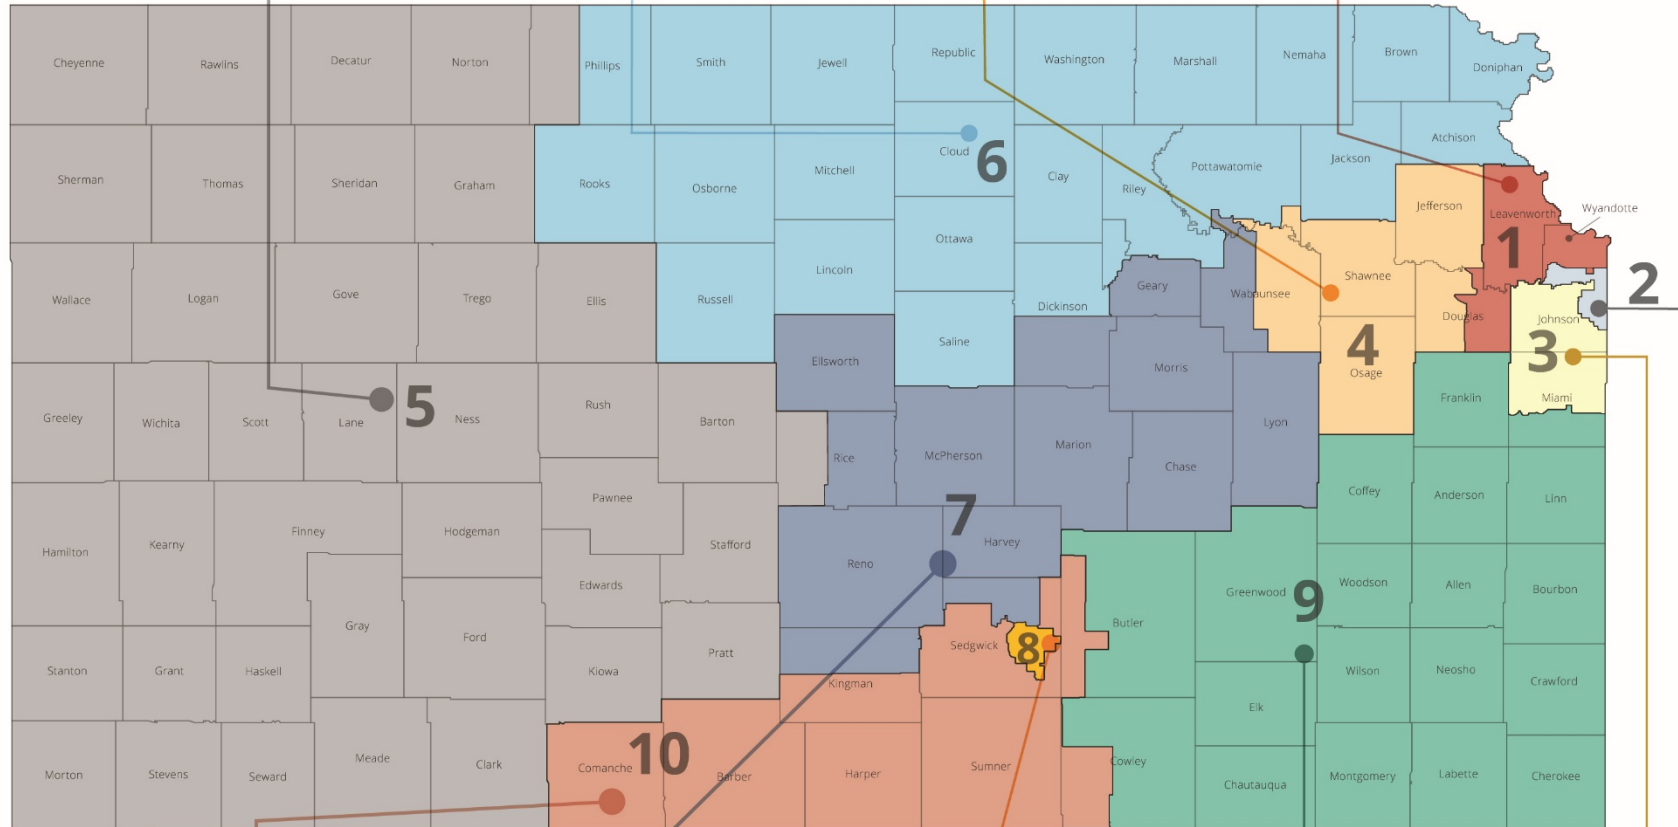 Cheyenne
Rawlins
Decatur
Norton
Phillips
Smith
Jewell
Republic
Washington
Marshall
Nemaha
Brown
Doniphan
Sherman
Thomas
Sheridan
Graham
Rooks
Osborne
Mitchell
Cloud
6
Clay
Riley
Pottawatomie
Jackson
Atchison
Jefferson
Leavenworth
Wyandotte
1
Wallace
Logan
Gove
Trego
Ellis
Russell
Lincoln
Ottawa
Saline
Dickinson
Geary
Wabaunsee
Shawnee
Douglas
Johnson
2
3
4
Osage
Miami
Franklin
Greeley
Wichita
Scott
Lane
5
Ness
Rush
Barton
Ellsworth
Rice
McPherson
Marion
Morris
Chase
Lyon
Coffey
Anderson
Linn
Hamilton
Kearny
Finney
Hodgeman
Pawnee
Edwards
Stafford
Reno
7
Harvey
Butler
Greenwood
9
Woodson
Allen
Bourbon
Stanton
Grant
Haskell
Gray
Ford
Kiowa
Pratt
Kingman
Sedgwick
8
Elk
Wilson
Neosho
Crawford
Morton
Stevens
Seward
Meade
Clark
Comanche
10
Barber
Harper
Sumner
Cowley
Chautauqua
Montgomery
Labette
Cherokee